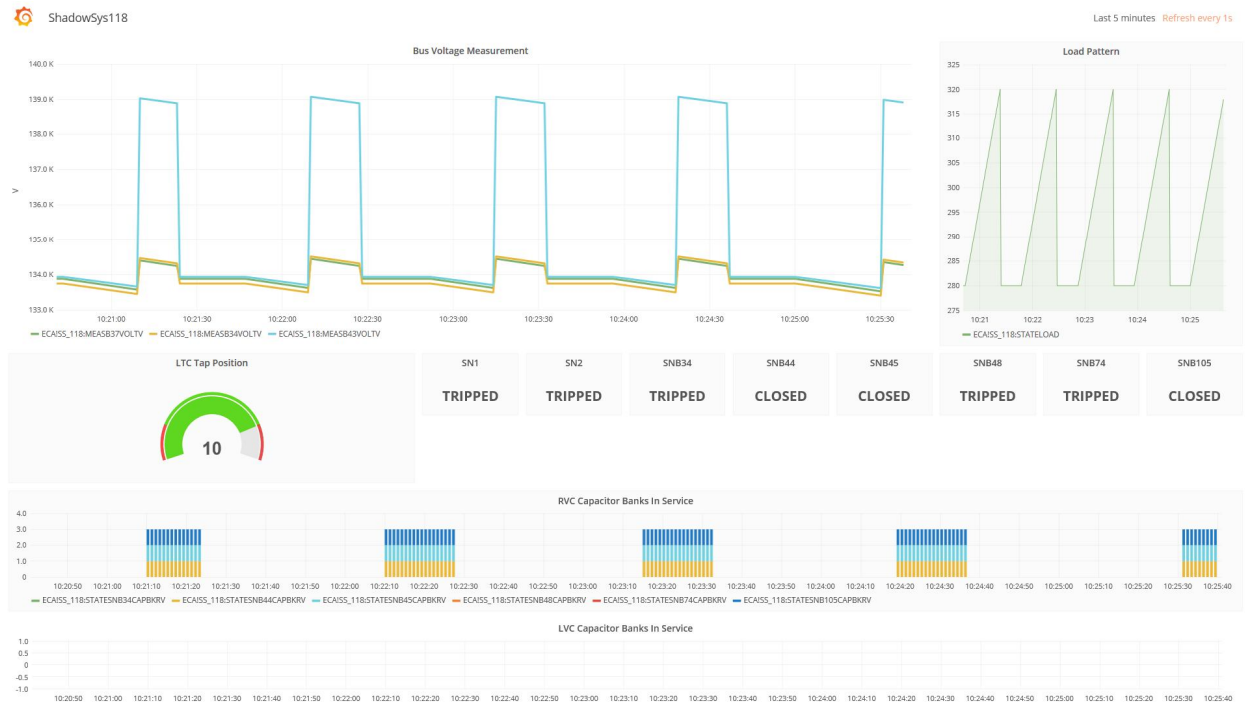 ShadowSys118
Last 5 minutes Refresh every 1s
Bus Voltage Measurement
140.0 K
139.0 K
138.0 K
137.0 K
136.0 K
135.0 K
134.0 K
133.0 K
V
10:21:00 10:21:30 10:22:00 10:22:30 10:23:00 10:23:30 10:24:00 10:24:30 10:25:00 10:25:30
ECAISS_118:MEASB37VOLTV ECAISS_118:MEASB34VOLTV ECAISS_118:MEASB43VOLTV
Load Pattern
325
320
315
310
305
300
295
290
285
280
275
10:21 10:22 10:23 10:24 10:25
ECAISS_118:STATELOAD
LTC Tap Position
10
SN1 SN2 SNB34 SNB44 SNB45 SNB48 SNB74 SNB105
TRIPPED TRIPPED TRIPPED CLOSED CLOSED TRIPPED TRIPPED CLOSED
RVC Capacitor Banks In Service
4.0
3.0
2.0
1.0
0
10:20:50 10:21:00 10:21:10 10:21:20 10:21:30 10:21:40 10:21:50 10:22:00 10:22:10 10:22:20 10:22:30 10:22:40 10:22:50 10:23:00 10:23:10 10:23:20 10:23:30 10:23:40 10:23:50 10:24:00 10:24:10 10:24:20 10:24:30 10:24:40 10:24:50 10:25:00 10:25:10 10:25:20 10:25:30 10:25:40
ECAISS_118:STATESNB34CAPBKRV ECAISS_118:STATESNB44CAPBKRV ECAISS_118:STATESNB45CAPBKRV ECAISS_118:STATESNB48CAPBKRV ECAISS_118:STATESNB74CAPBKRV ECAISS_118:STATESNB105CAPBKRV
LVC Capacitor Banks In Service
1.0
0.5
0
-0.5
-1.0
10:20:50 10:21:00 10:21:10 10:21:20 10:21:30 10:21:40 10:21:50 10:22:00 10:22:10 10:22:20 10:22:30 10:22:40 10:22:50 10:23:00 10:23:10 10:23:20 10:23:30 10:23:40 10:23:50 10:24:00 10:24:10 10:24:20 10:24:30 10:24:40 10:24:50 10:25:00 10:25:10 10:25:20 10:25:30 10:25:40